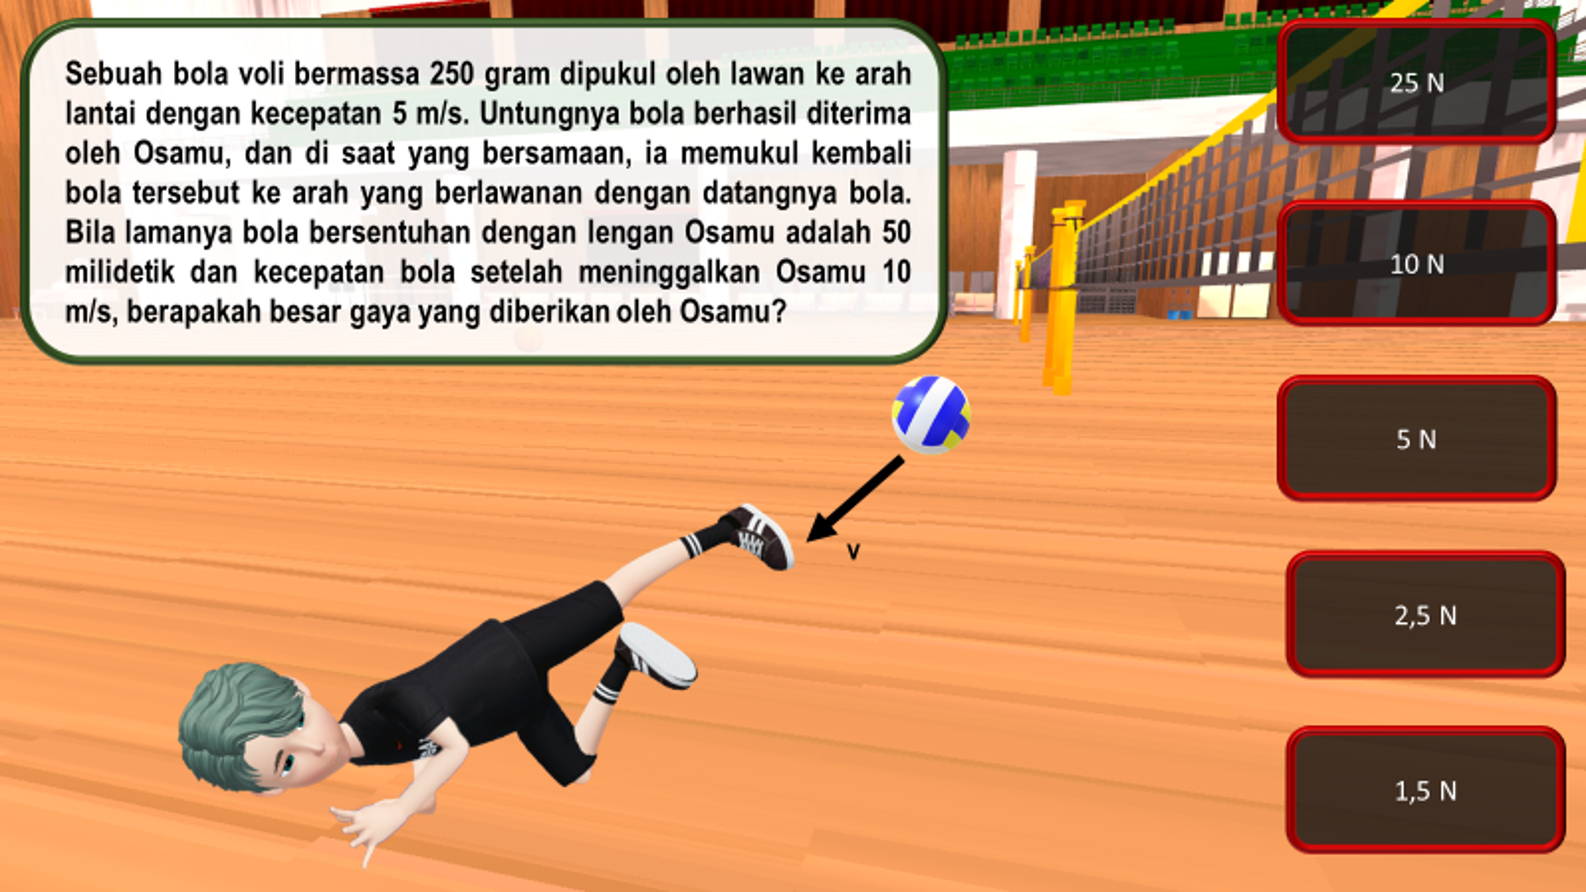 Sebuah bola voli bermassa 250 gram dipukul oleh lawan ke arah
lantai dengan kecepatan 5 m/s. Untungnya bola berhasil diterima
oleh Osamu, dan di saat yang bersamaan, ia memukul kembali
bola tersebut ke arah yang berlawanan dengan datangnya bola.
Bila lamanya bola bersentuhan dengan lengan Osamu adalah 50
milidetik dan kecepatan bola setelah meninggalkan Osamu 10
m/s, berapakah besar gaya yang diberikan oleh Osamu?
25 N
10 N
5 N
2,5 N
1,5 N
v